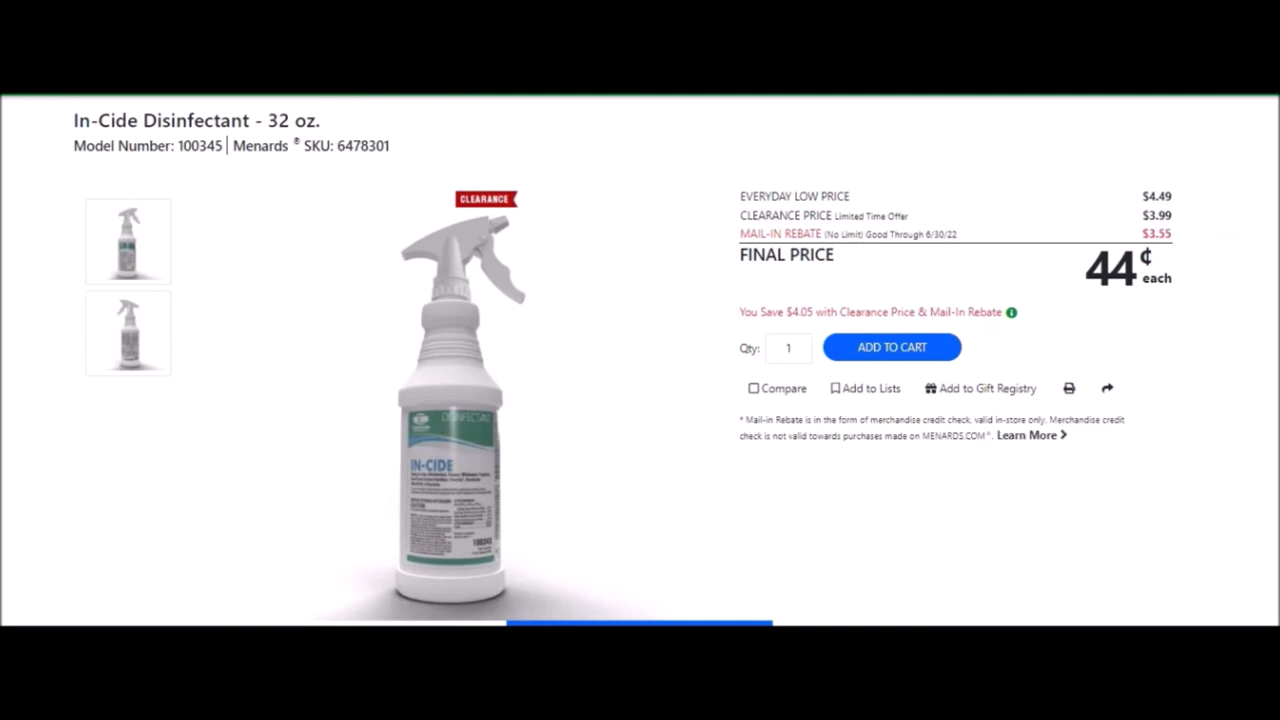 In-Cide Disinfectant - 32 oz.
Model Number: 100345 | Menards ® SKU: 6478301
CLEARANCE
EVERYDAY LOW PRICE $4.49
CLEARANCE PRICE Limited Time Offer $3.99
MAIL-IN REBATE (No Limit) Good Through 6/30/22 $3.55
FINAL PRICE 44¢ each
You Save $4.05 with Clearance Price & Mail-In Rebate
Qty: 1 ADD TO CART
Compare Add to Lists Add to Gift Registry
* Mail-in Rebate is in the form of merchandise credit check, valid in-store only. Merchandise credit
check is not valid towards purchases made on MENARDS.COM®. Learn More
DISINFECTANT
IN-CIDE
100345